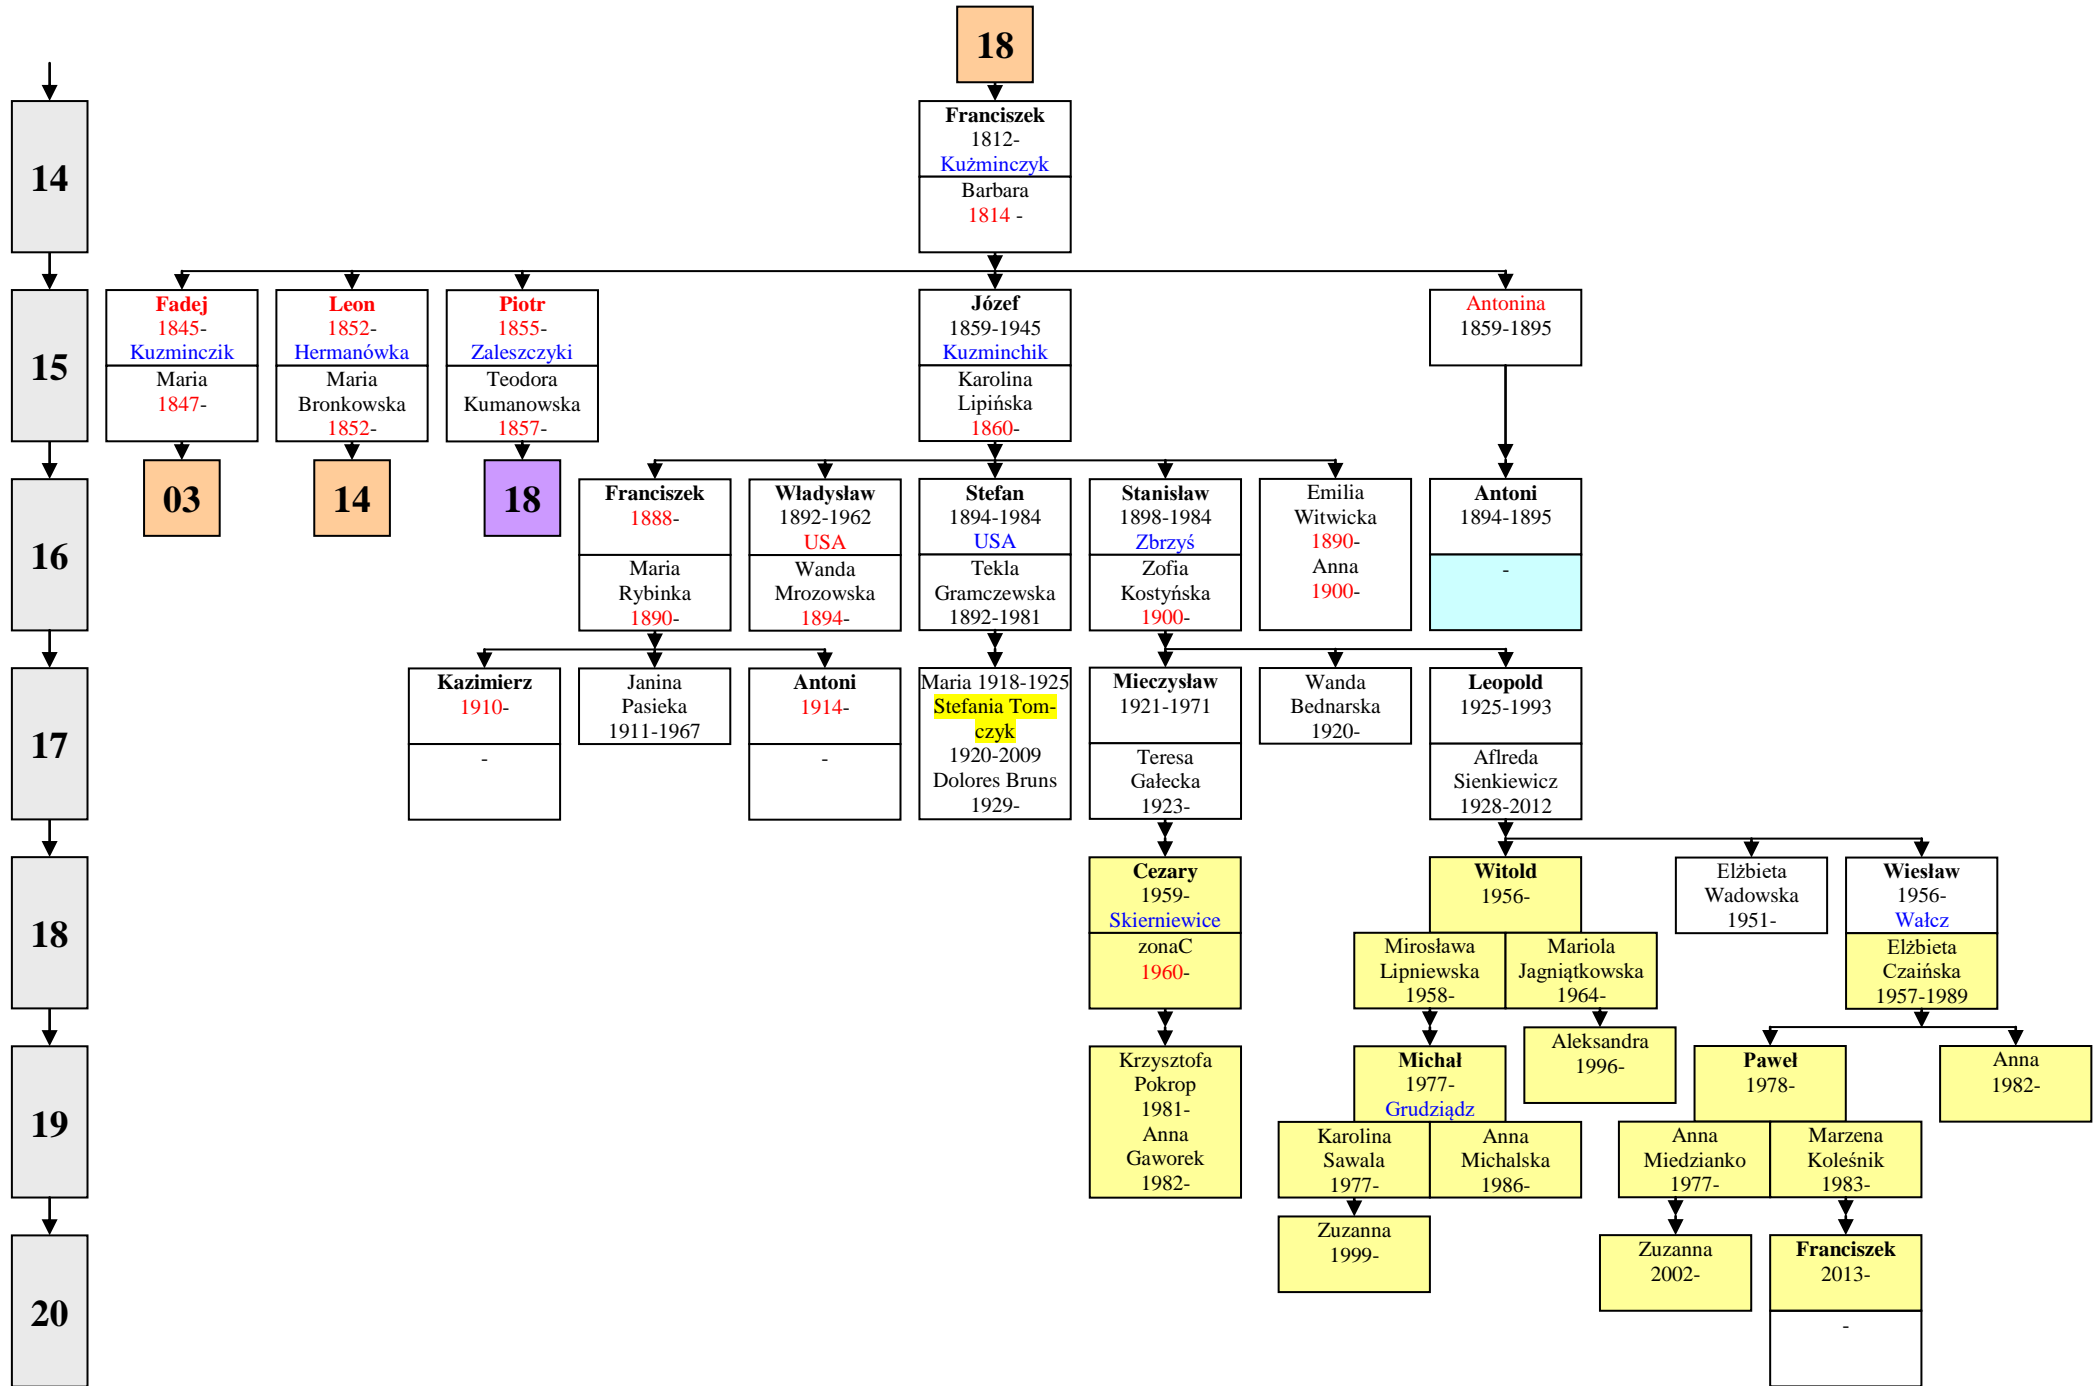 18
14
Franciszek
1812-
Kużminczyk
Barbara
1814 -
15
Fadej
1845-
Kuzminczik
Maria
1847-
Leon
1852-
Hermanówka
Maria
Bronkowska
1852-
Piotr
1855-
Zaleszczyki
Teodora
Kumanowska
1857-
Józef
1859-1945
Kuzminchik
Karolina
Lipińska
1860-
Antonina
1859-1895
16
03
14
18
Franciszek
1888-
Maria
Rybinka
1890-
Władysław
1892-1962
USA
Wanda
Mrozowska
1894-
Stefan
1894-1984
USA
Tekla
Gramczewska
1892-1981
Stanisław
1898-1984
Zbrzyś
Zofia
Kostyńska
1900-
Emilia
Witwicka
1890-
Anna
1900-
Antoni
1894-1895
-
17
Kazimierz
1910-
-
Janina
Pasieka
1911-1967
Antoni
1914-
-
Maria 1918-1925
Stefania Tom-
czyk
1920-2009
Dolores Bruns
1929-
Mieczysław
1921-1971
Teresa
Gałecka
1923-
Wanda
Bednarska
1920-
Leopold
1925-1993
Aflreda
Sienkiewicz
1928-2012
18
Cezary
1959-
Skierniewice
zonaC
1960-
Witold
1956-
Mirosława
Lipniewska
1958-
Mariola
Jagniątkowska
1964-
Elżbieta
Wadowska
1951-
Wiesław
1956-
Wałcz
Elżbieta
Czaińska
1957-1989
19
Krzysztofa
Pokrop
1981-
Anna
Gaworek
1982-
Michał
1977-
Grudziądz
Karolina
Sawala
1977-
Anna
Michalska
1986-
Aleksandra
1996-
Paweł
1978-
Anna
Miedzianko
1977-
Marzena
Koleśnik
1983-
Anna
1982-
20
Zuzanna
1999-
Zuzanna
2002-
Franciszek
2013-
-